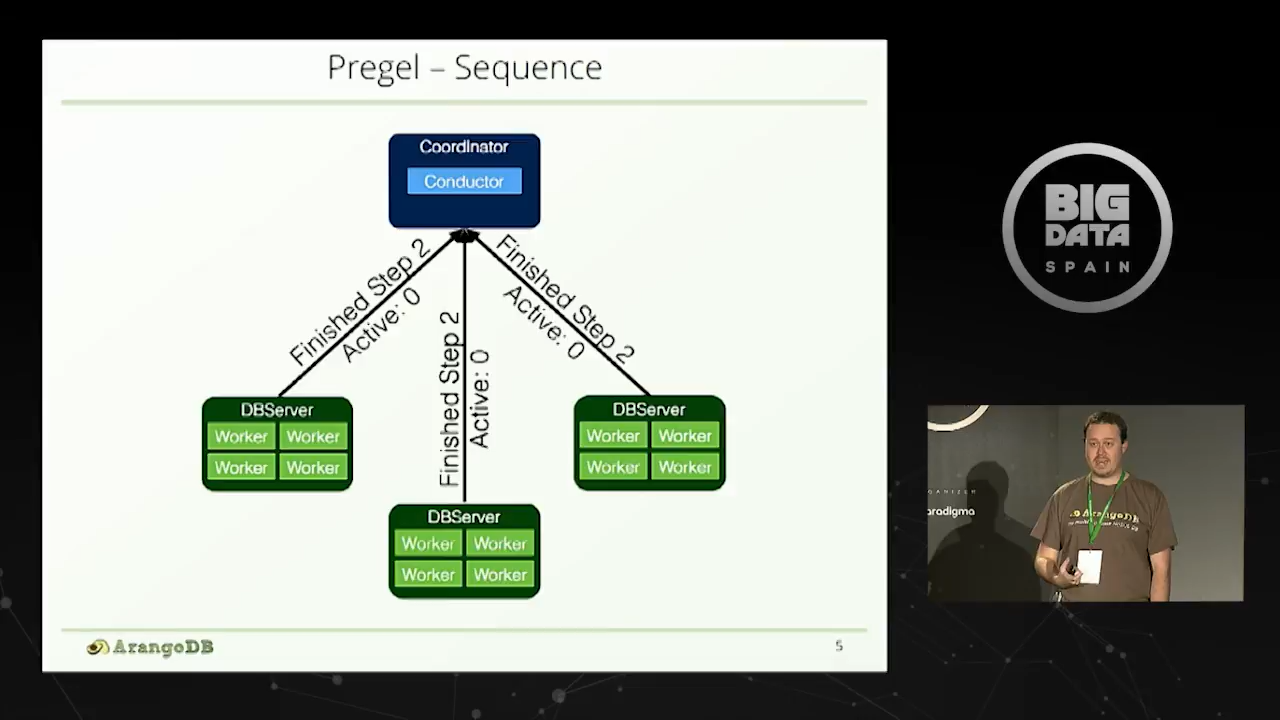 Pregel – Sequence
Coordinator
Conductor
Finished Step 2
Active: 0
Finished Step 2
Active: 0
Finished Step 2
Active: 0
DBServer
Worker Worker
Worker Worker
DBServer
Worker Worker
Worker Worker
DBServer
Worker Worker
Worker Worker
ArangoDB
5
BIG
DATA
SPAIN
aradigma
ArangoDB